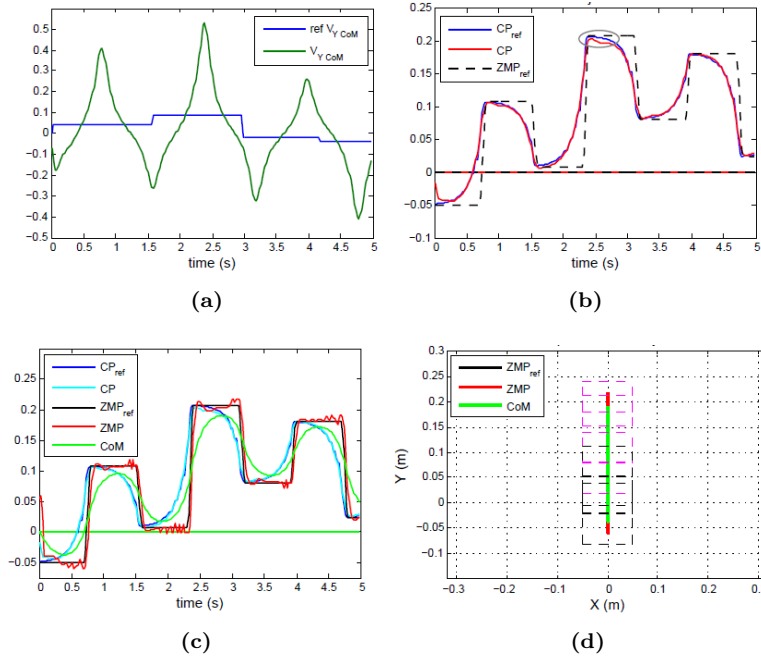 ref V_Y CoM
V_Y CoM
0.5
0.4
0.3
0.2
0.1
0
0.1
0.2
0.3
0.4
0.5
0 0.5 1 1.5 2 2.5 3 3.5 4 4.5 5
time (s)
(a)
CP_ref
CP
ZMP_ref
0.25
0.2
0.15
0.1
0.05
0
−0.05
−0.1
0 0.5 1 1.5 2 2.5 3 3.5 4 4.5 5
time (s)
(b)
CP_ref
CP
ZMP_ref
ZMP
CoM
0.25
0.2
0.15
0.1
0.05
0
−0.05
0 0.5 1 1.5 2 2.5 3 3.5 4 4.5 5
time (s)
(c)
ZMP_ref
ZMP
CoM
Y (m)
0.3
0.25
0.2
0.15
0.1
0.05
0
−0.05
−0.1
−0.3 −0.2 −0.1 0 0.1 0.2
X (m)
(d)